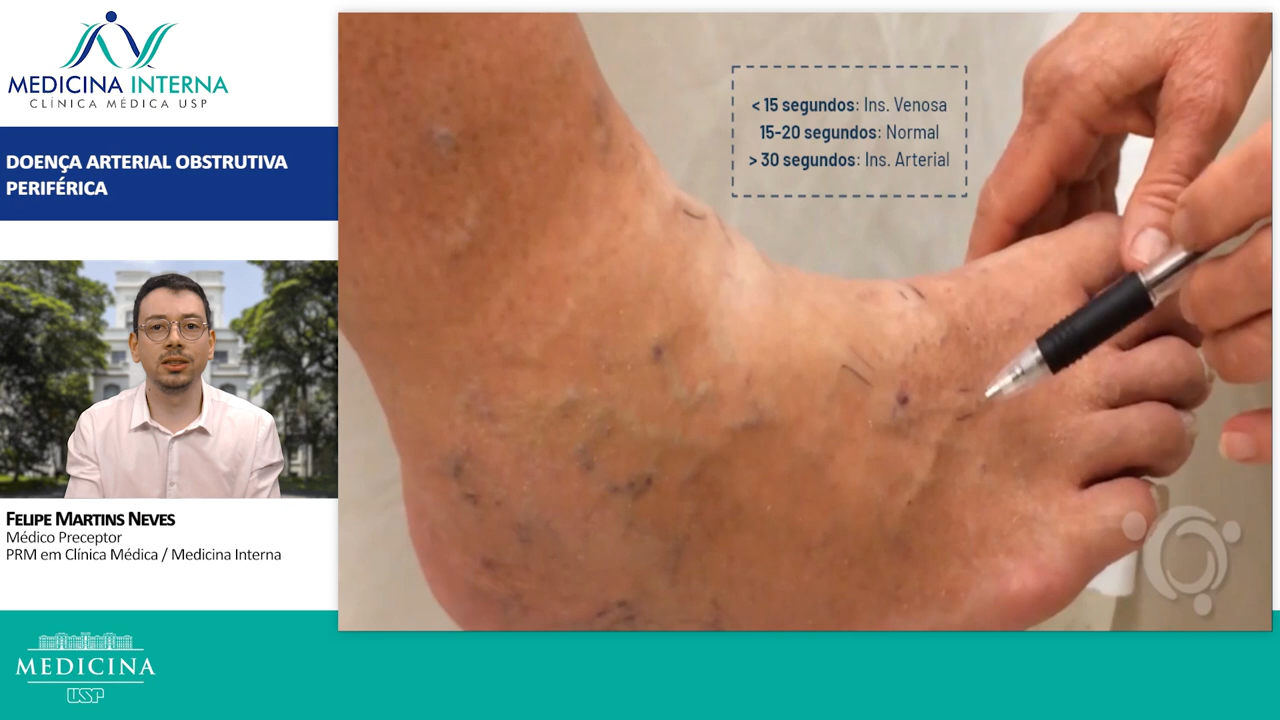 MEDICINA INTERNA
CLÍNICA MÉDICA USP
DOENÇA ARTERIAL OBSTRUTIVA
PERIFÉRICA
FELIPE MARTINS NEVES
Médico Preceptor
PRM em Clínica Médica / Medicina Interna
MEDICINA
USP
< 15 segundos: Ins. Venosa
15-20 segundos: Normal
> 30 segundos: Ins. Arterial